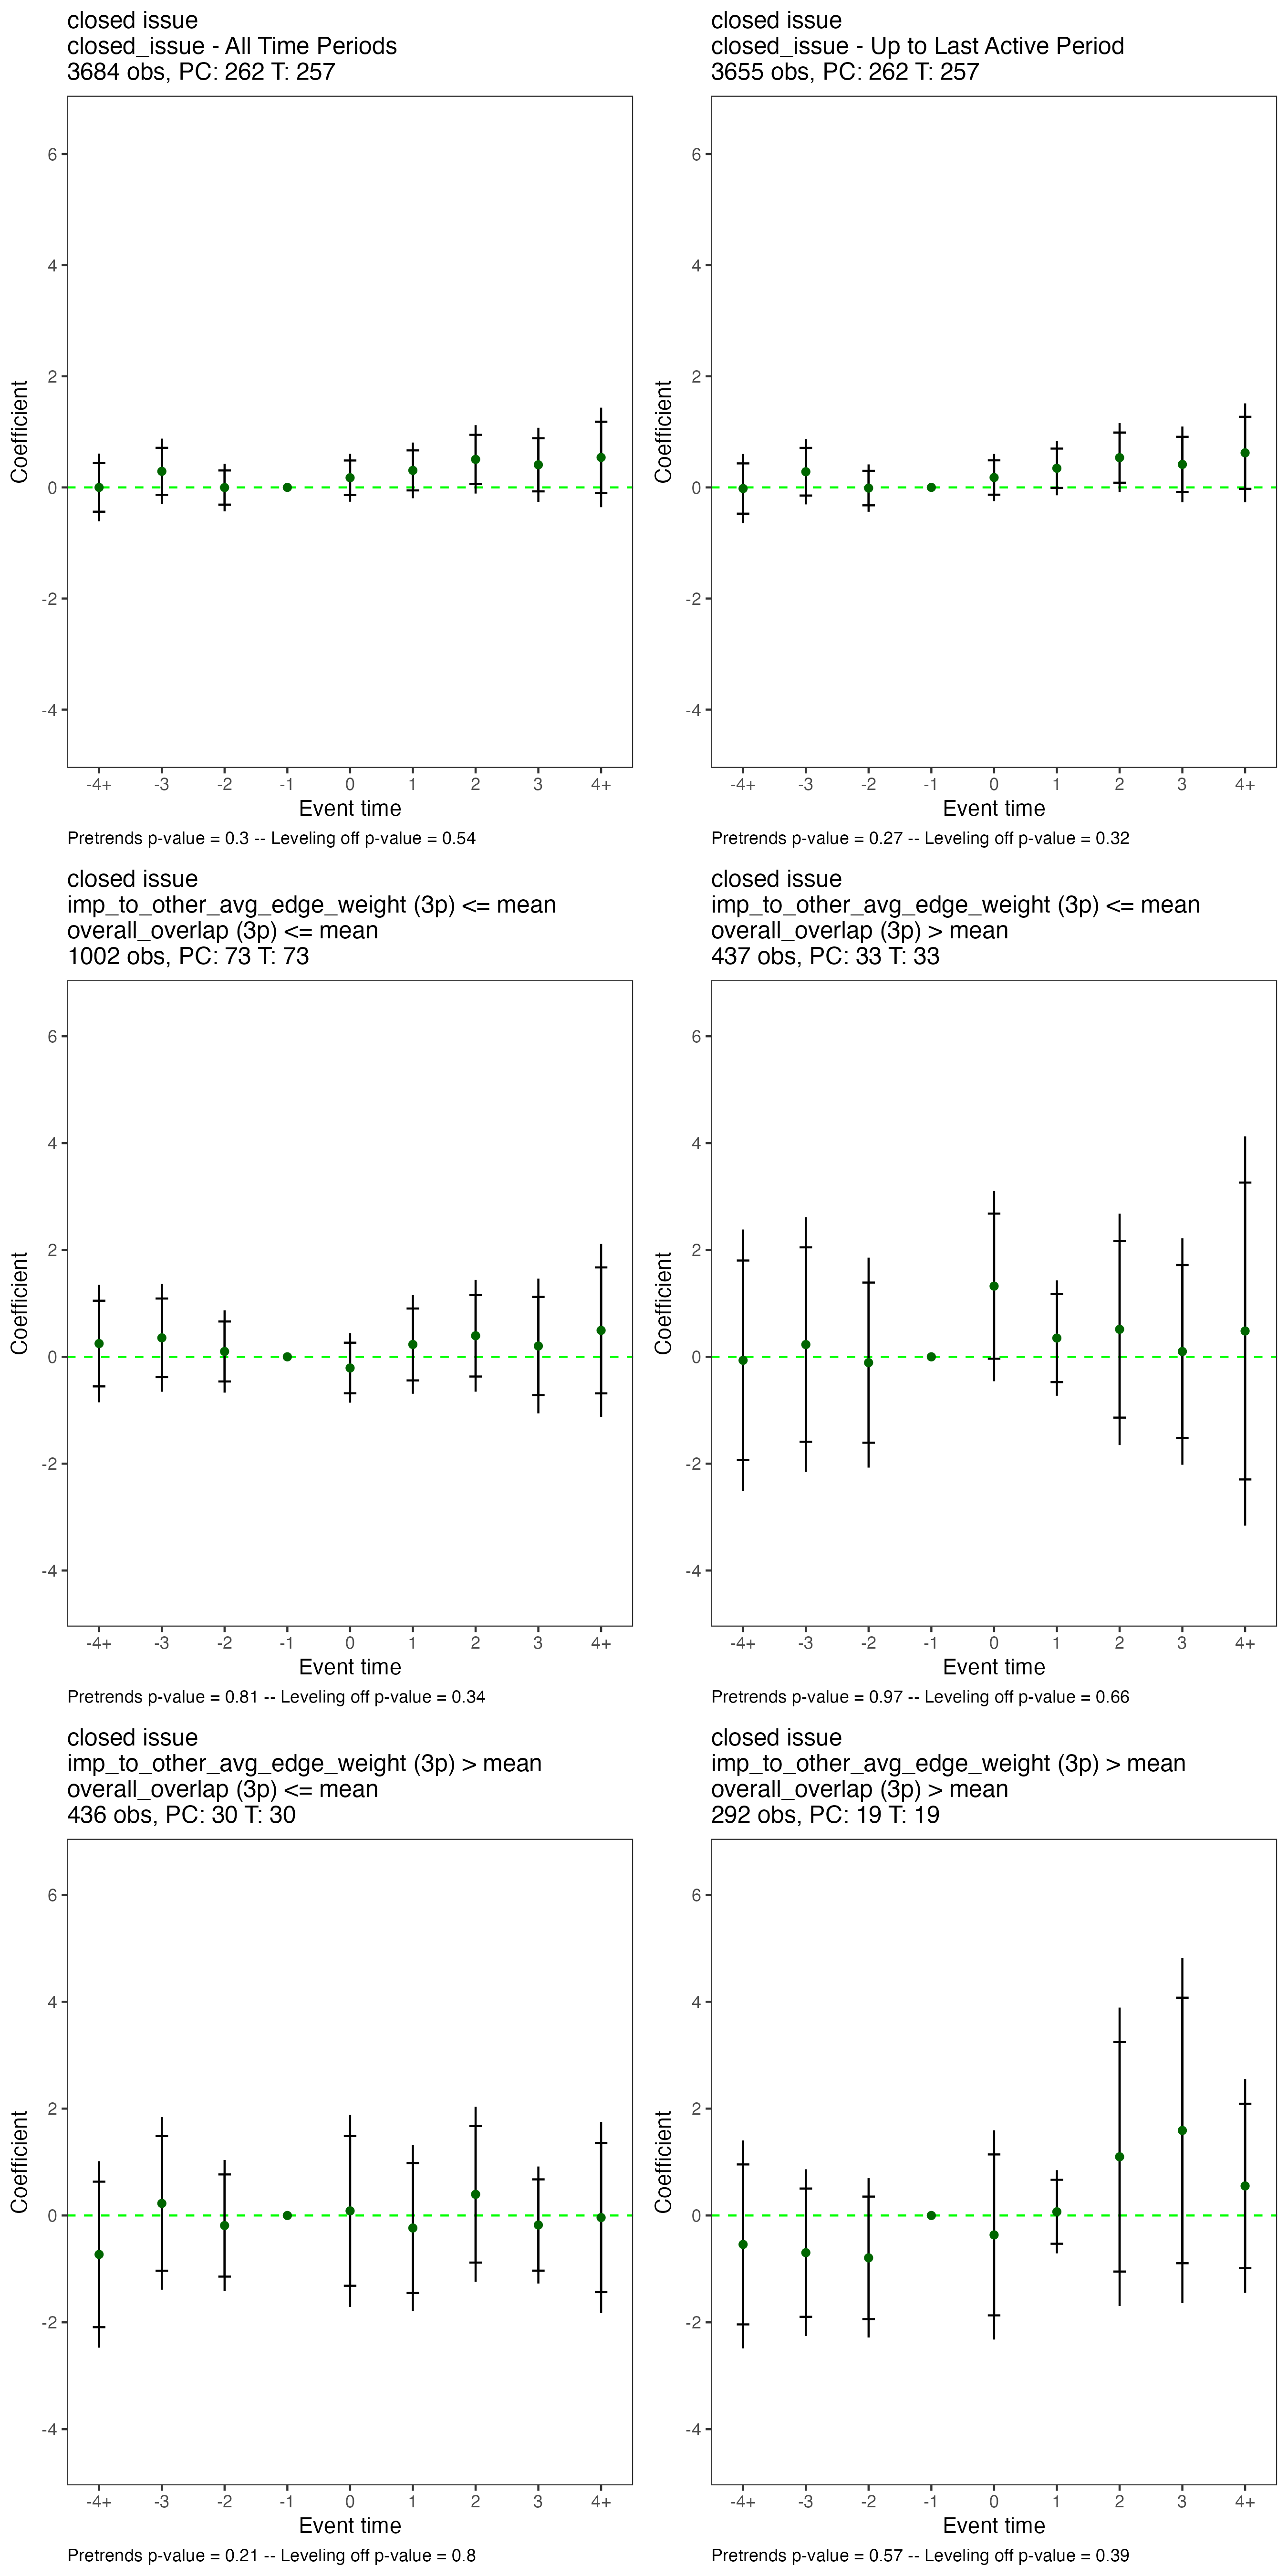 closed issue
closed_issue - All Time Periods
3684 obs, PC: 262 T: 257
Coefficient
6
4
2
0
-2
-4
-4+ -3 -2 -1 0 1 2 3 4+
Event time
Pretrends p-value = 0.3 -- Leveling off p-value = 0.54
closed issue
closed_issue - Up to Last Active Period
3655 obs, PC: 262 T: 257
Coefficient
6
4
2
0
-2
-4
-4+ -3 -2 -1 0 1 2 3 4+
Event time
Pretrends p-value = 0.27 -- Leveling off p-value = 0.32
closed issue
imp_to_other_avg_edge_weight (3p) <= mean
overall_overlap (3p) <= mean
1002 obs, PC: 73 T: 73
Coefficient
6
4
2
0
-2
-4
-4+ -3 -2 -1 0 1 2 3 4+
Event time
Pretrends p-value = 0.81 -- Leveling off p-value = 0.34
closed issue
imp_to_other_avg_edge_weight (3p) <= mean
overall_overlap (3p) > mean
437 obs, PC: 33 T: 33
Coefficient
6
4
2
0
-2
-4
-4+ -3 -2 -1 0 1 2 3 4+
Event time
Pretrends p-value = 0.97 -- Leveling off p-value = 0.66
closed issue
imp_to_other_avg_edge_weight (3p) > mean
overall_overlap (3p) <= mean
436 obs, PC: 30 T: 30
Coefficient
6
4
2
0
-2
-4
-4+ -3 -2 -1 0 1 2 3 4+
Event time
Pretrends p-value = 0.21 -- Leveling off p-value = 0.8
closed issue
imp_to_other_avg_edge_weight (3p) > mean
overall_overlap (3p) > mean
292 obs, PC: 19 T: 19
Coefficient
6
4
2
0
-2
-4
-4+ -3 -2 -1 0 1 2 3 4+
Event time
Pretrends p-value = 0.57 -- Leveling off p-value = 0.39